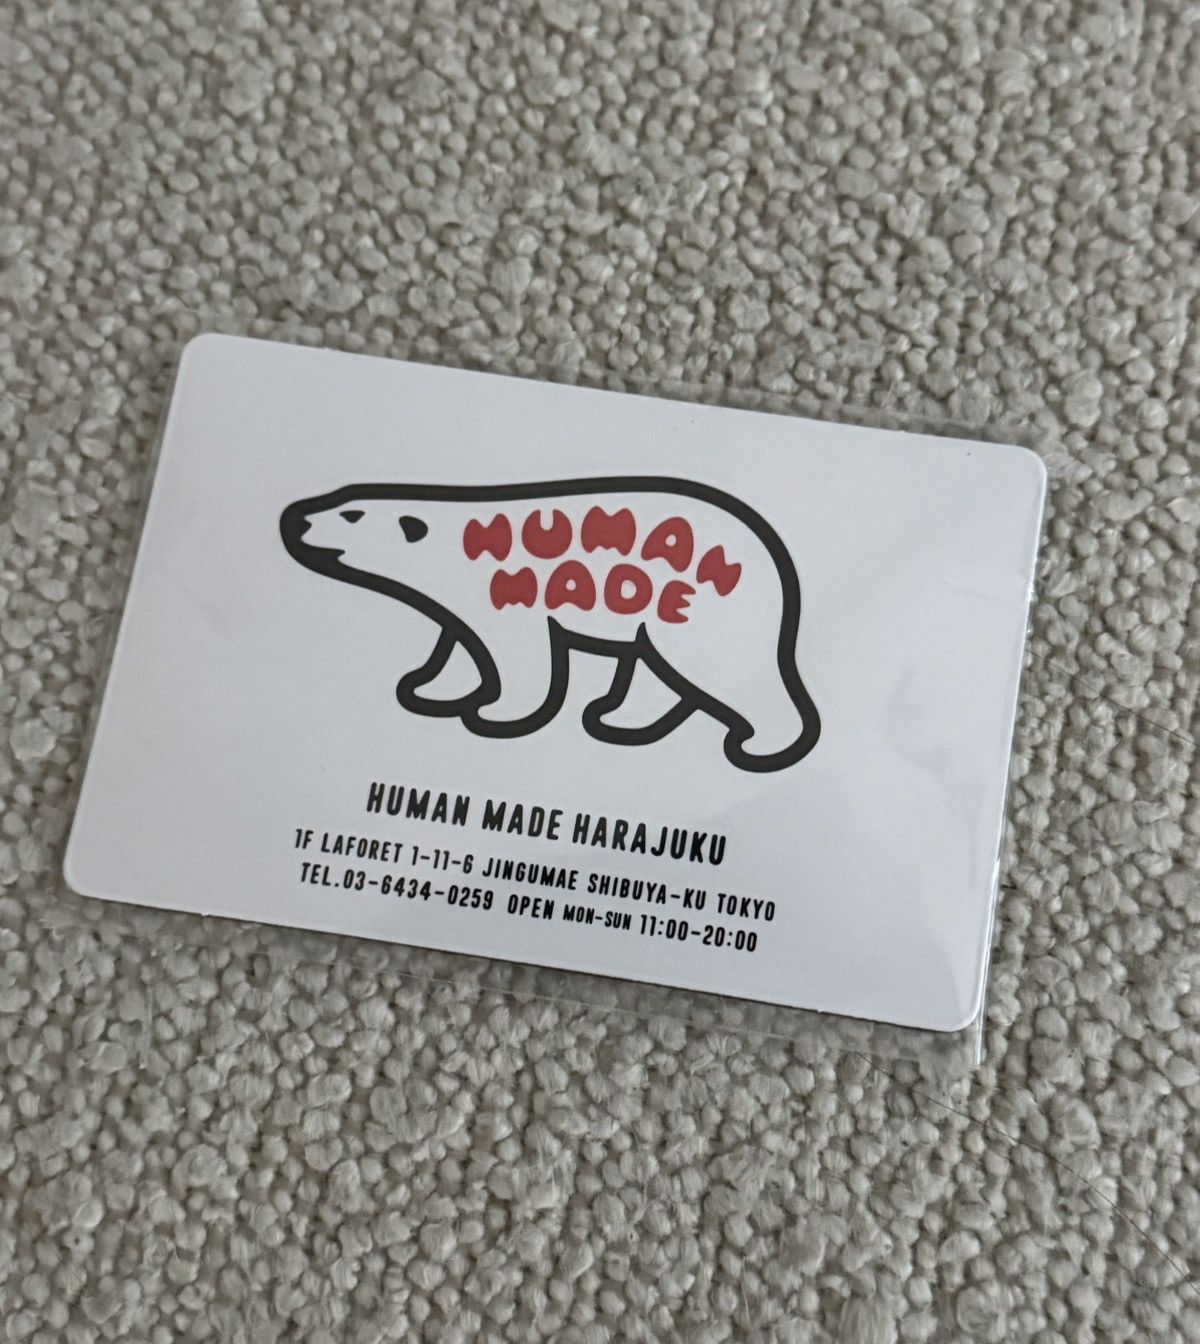 HUMAN
MADE
HUMAN MADE HARAJUKU
1F LAFORET 1-11-6 JINGUMAE SHIBUYA-KU TOKYO
TEL.03-6434-0259 OPEN MON-SUN 11:00-20:00